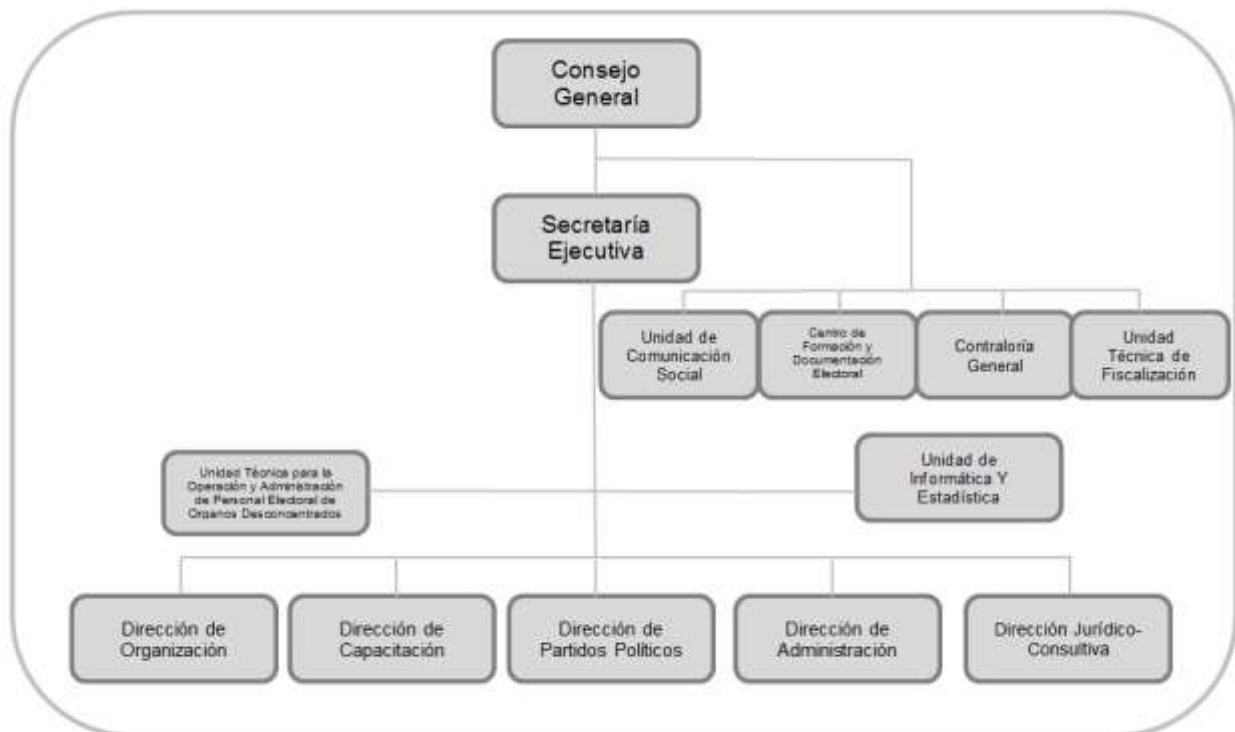 Consejo
General
Secretaría
Ejecutiva
Unidad de
Comunicación
Social
Centro de
Formación y
Documentación
Electoral
Contraloría
General
Unidad
Técnica de
Fiscalización
Unidad Técnica para la
Operación y Administración
de Personal Electoral de
Organos Desconcentrados
Unidad de
Informática Y
Estadística
Dirección de
Organización
Dirección de
Capacitación
Dirección de
Partidos Políticos
Dirección de
Administración
Dirección Jurídico-
Consultiva